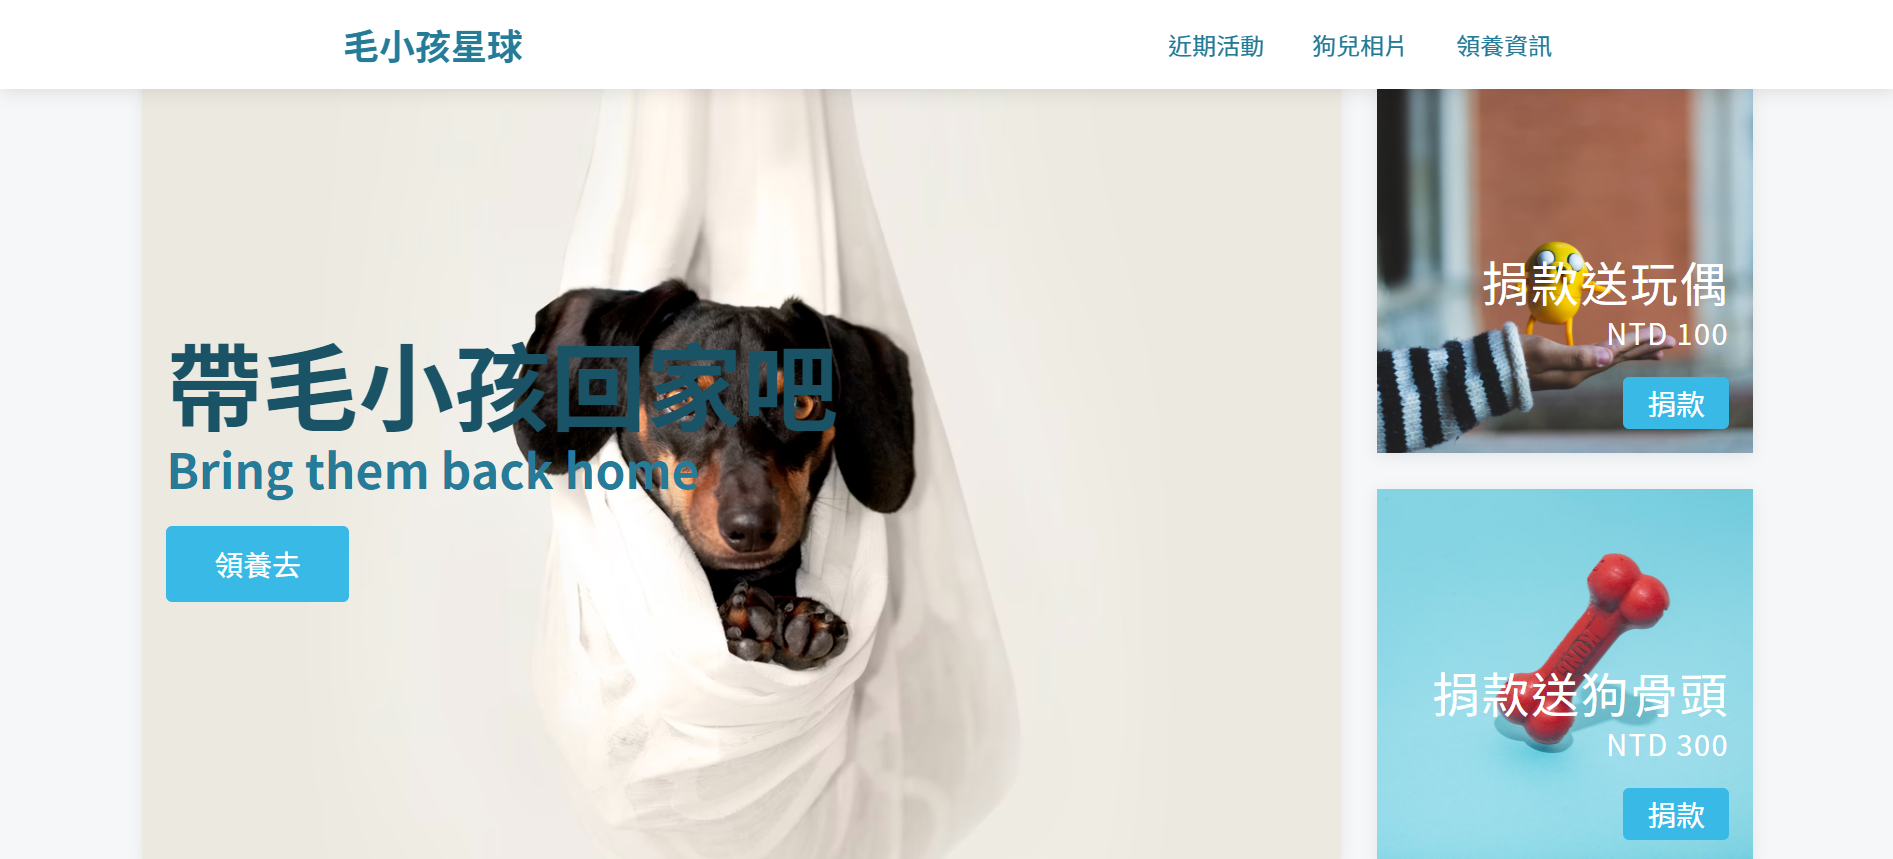 毛小孩星球
近期活動
狗兒相片
領養資訊
帶毛小孩回家吧
Bring them back home
領養去
捐款送玩偶
NTD 100
捐款
捐款送狗骨頭
NTD 300
捐款